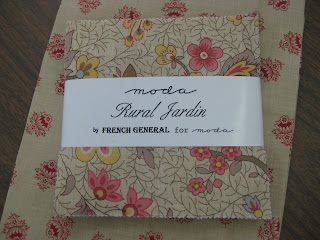 moda
Rural Jardin
by FRENCH GENERAL for moda